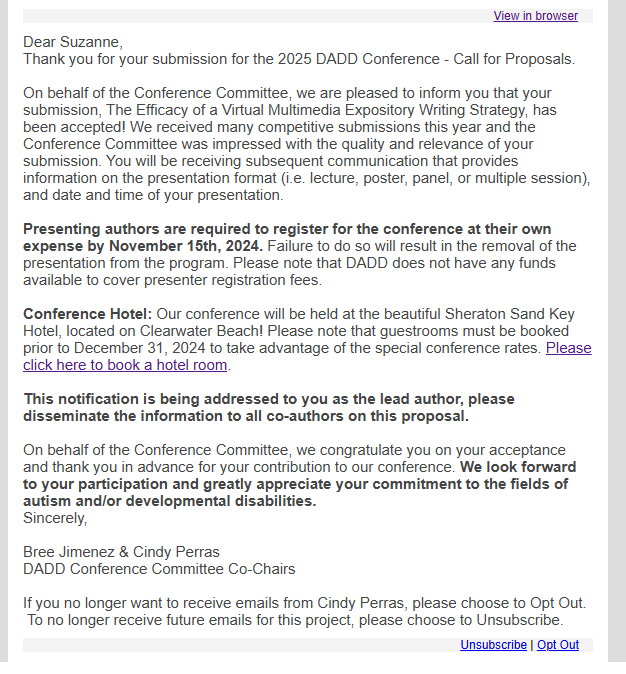 View in browser
Dear Suzanne,
Thank you for your submission for the 2025 DADD Conference - Call for Proposals.
On behalf of the Conference Committee, we are pleased to inform you that your
submission, The Efficacy of a Virtual Multimedia Expository Writing Strategy, has
been accepted! We received many competitive submissions this year and the
Conference Committee was impressed with the quality and relevance of your
submission. You will be receiving subsequent communication that provides
information on the presentation format (i.e. lecture, poster, panel, or multiple session),
and date and time of your presentation.
Presenting authors are required to register for the conference at their own
expense by November 15th, 2024. Failure to do so will result in the removal of the
presentation from the program. Please note that DADD does not have any funds
available to cover presenter registration fees.
Conference Hotel: Our conference will be held at the beautiful Sheraton Sand Key
Hotel, located on Clearwater Beach! Please note that guestrooms must be booked
prior to December 31, 2024 to take advantage of the special conference rates. Please
click here to book a hotel room.
This notification is being addressed to you as the lead author, please
disseminate the information to all co-authors on this proposal.
On behalf of the Conference Committee, we congratulate you on your acceptance
and thank you in advance for your contribution to our conference. We look forward
to your participation and greatly appreciate your commitment to the fields of
autism and/or developmental disabilities.
Sincerely,
Bree Jimenez & Cindy Perras
DADD Conference Committee Co-Chairs
If you no longer want to receive emails from Cindy Perras, please choose to Opt Out.
To no longer receive future emails for this project, please choose to Unsubscribe.
Unsubscribe | Opt Out